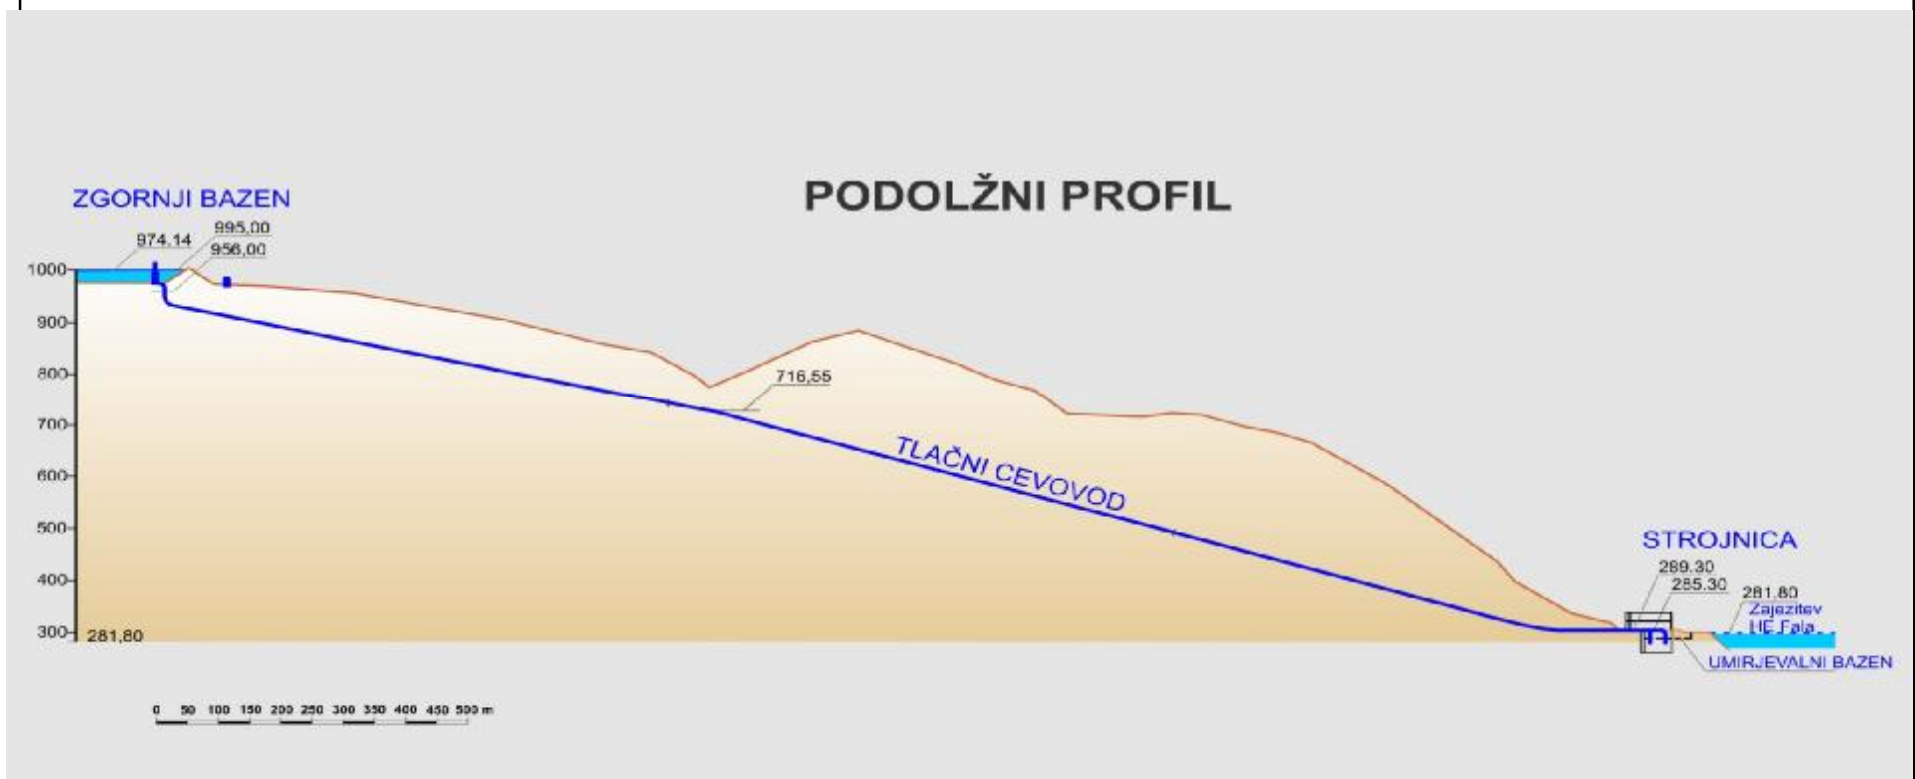 PODOLŽNI PROFIL
ZGORNJI BAZEN
995,00
974,14
956,00
1000
900
800
700
600
500
400
300
281,80
716,55
TLAČNI CEVOVOD
STROJNICA
289.30
285.30
281,80
Zajezitev
HE Fala
UMIRJEVALNI BAZEN
0 50 100 150 200 250 300 350 400 450 500 m